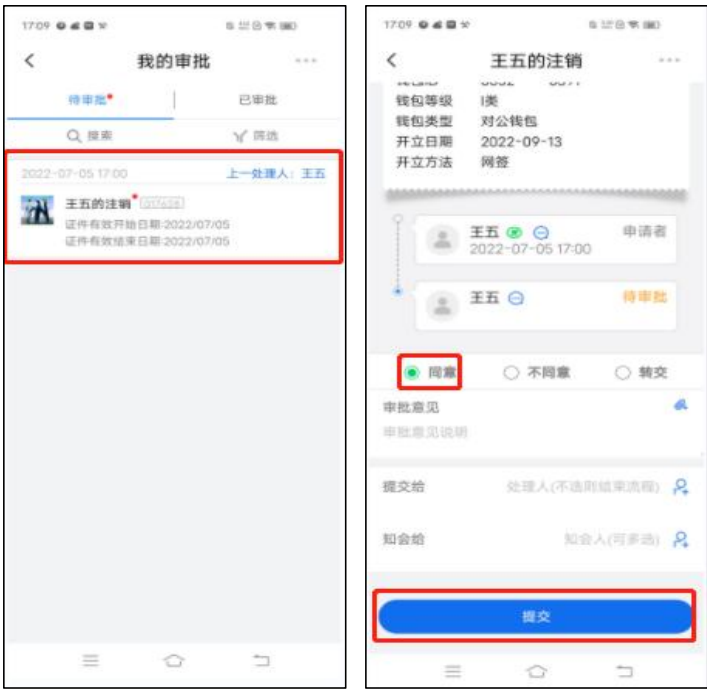 17:09
我的审批
待审批
已审批
搜索
筛选
2022-07-05 17:00
上一处理人：王五
王五的注销
证件有效开始日期:2022/07/05
证件有效结束日期:2022/07/05
17:09
王五的注销
钱包等级 I类
钱包类型 对公钱包
开立日期 2022-09-13
开立方法 网签
王五
申请者
2022-07-05 17:00
王五
待审批
同意
不同意
转交
审批意见
审批意见说明
提交给
处理人(不选则结束流程)
知会给
知会人(可多选)
提交